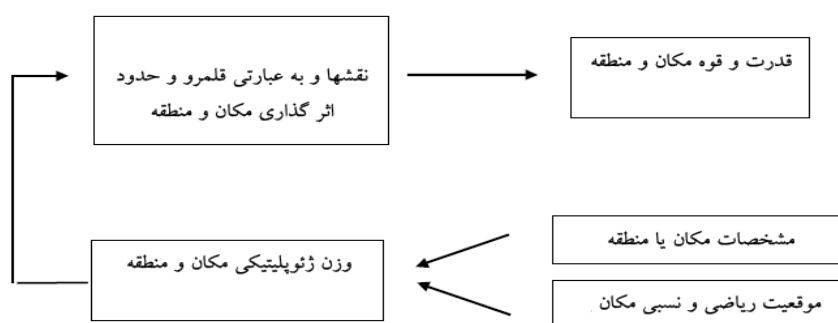 قدرت و قوه مکان و منطقه
نقشها و به عبارتی قلمرو و حدود
اثر گذاری مکان و منطقه
مشخصات مکان یا منطقه
وزن ژئوپلیتیکی مکان و منطقه
موقعیت ریاضی و نسبی مکان